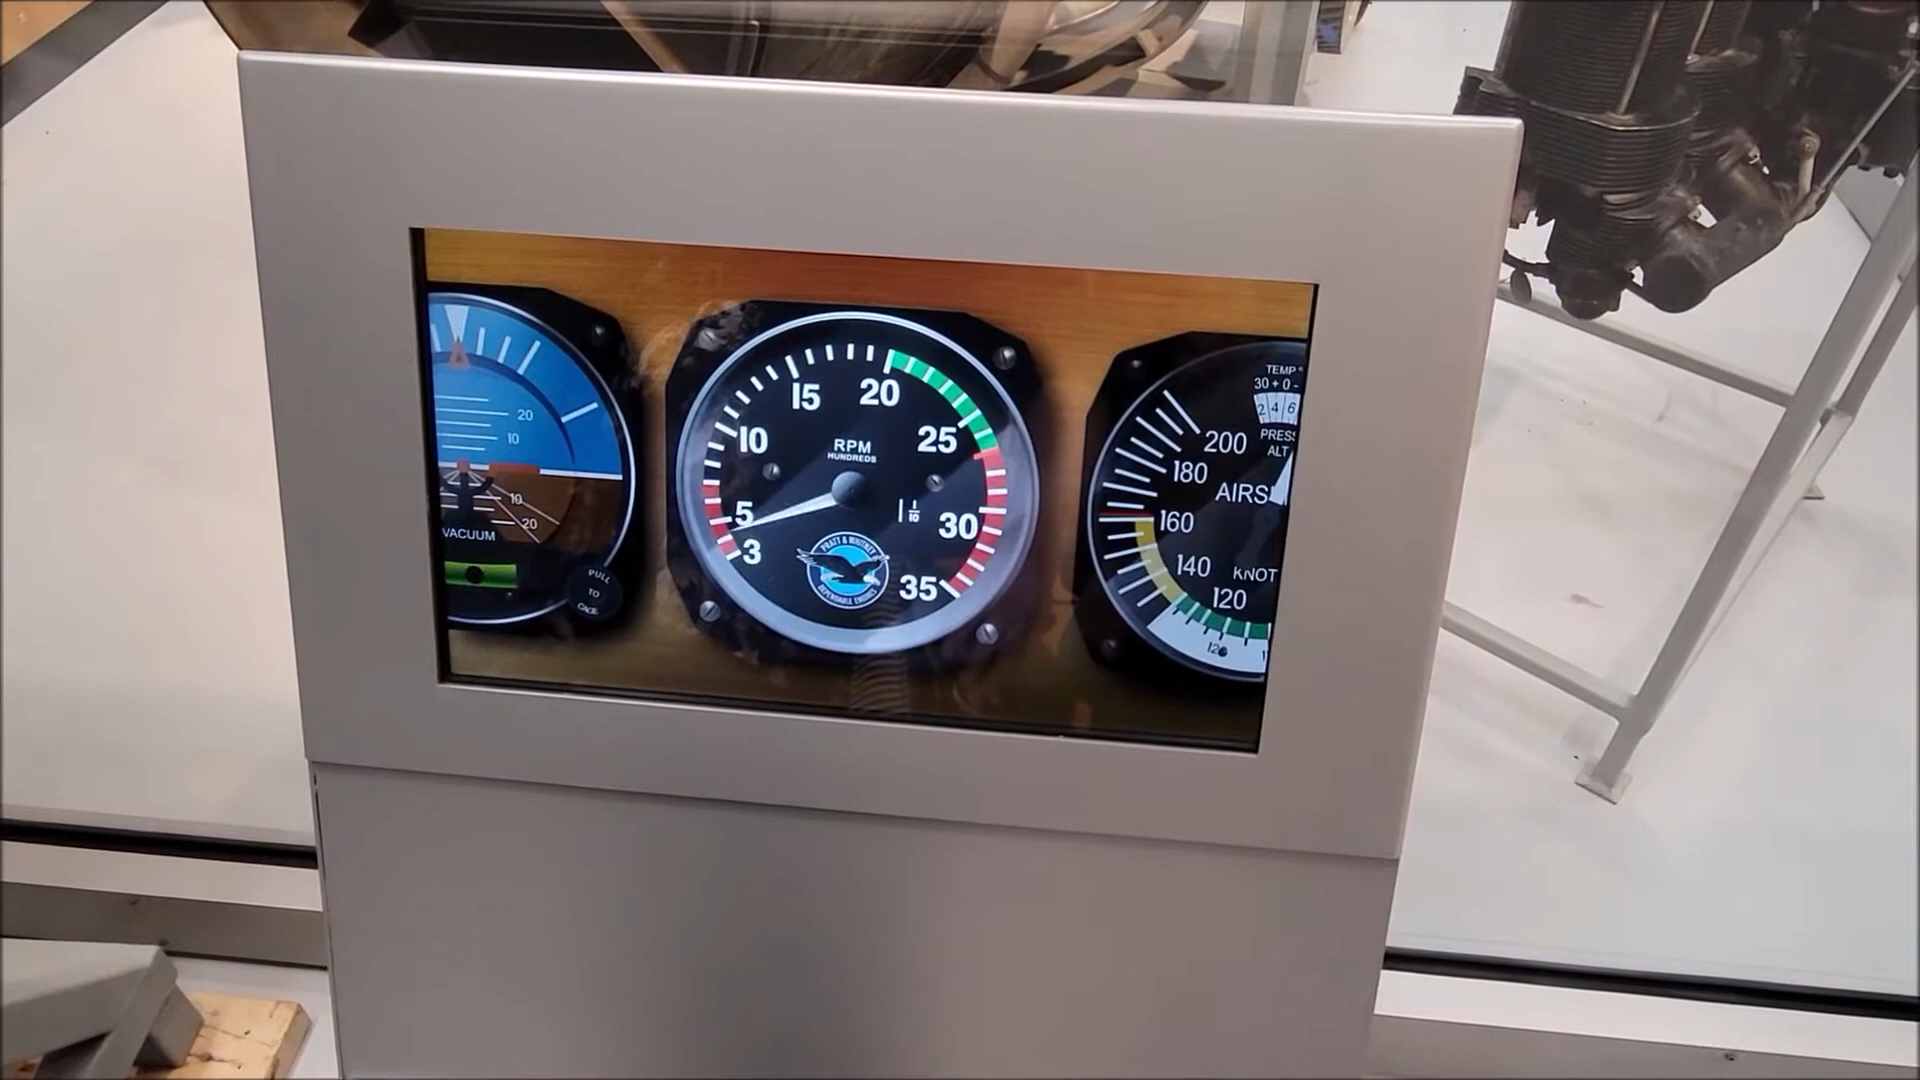 20
10
10
20
VACUUM
PULL
TO
CAGE
15
20
10
25
RPM
HUNDREDS
5
3
30
35
1
10
PRATT & WHITNEY
DEPENDABLE ENGINES
TEMP
30 + 0 -
2 4 6
PRESS
ALT
200
180
160
140
120
KNOT